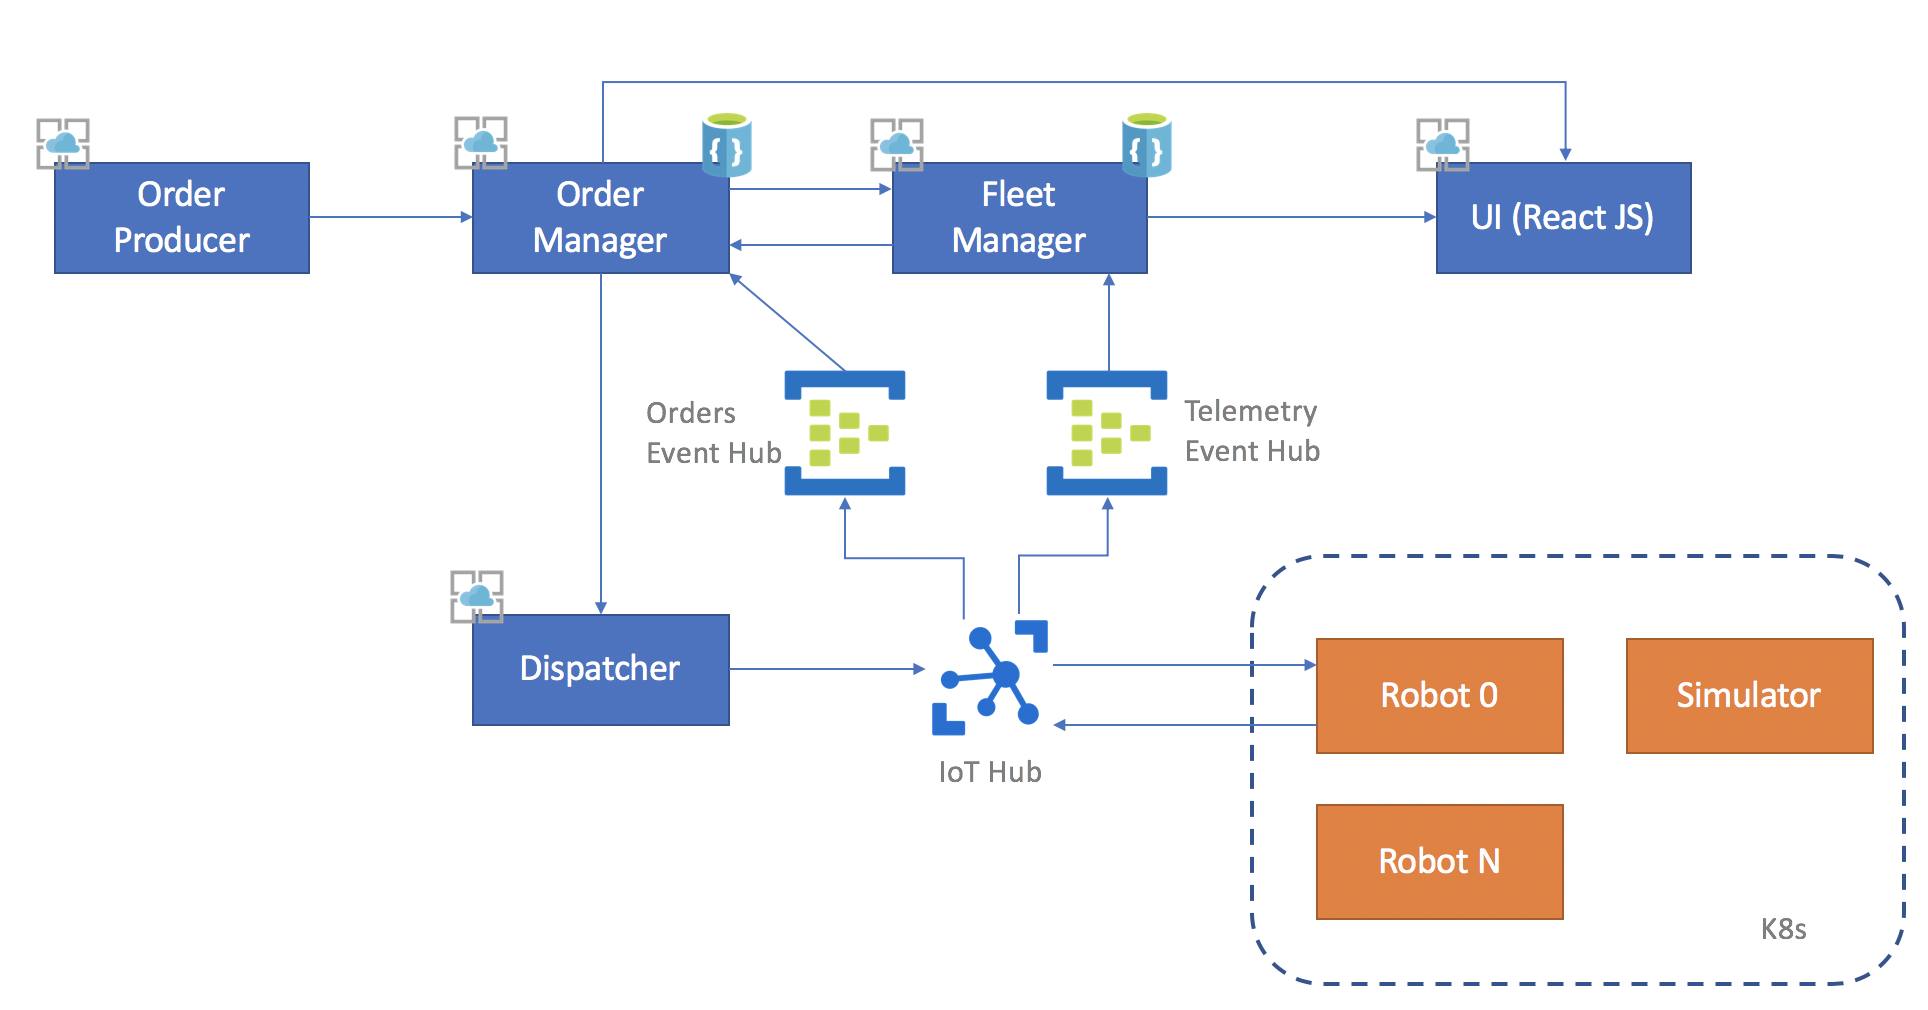 Order
Producer
Order
Manager
Fleet
Manager
UI (React JS)
Orders
Event Hub
Telemetry
Event Hub
Dispatcher
IoT Hub
Robot 0
Simulator
Robot N
K8s